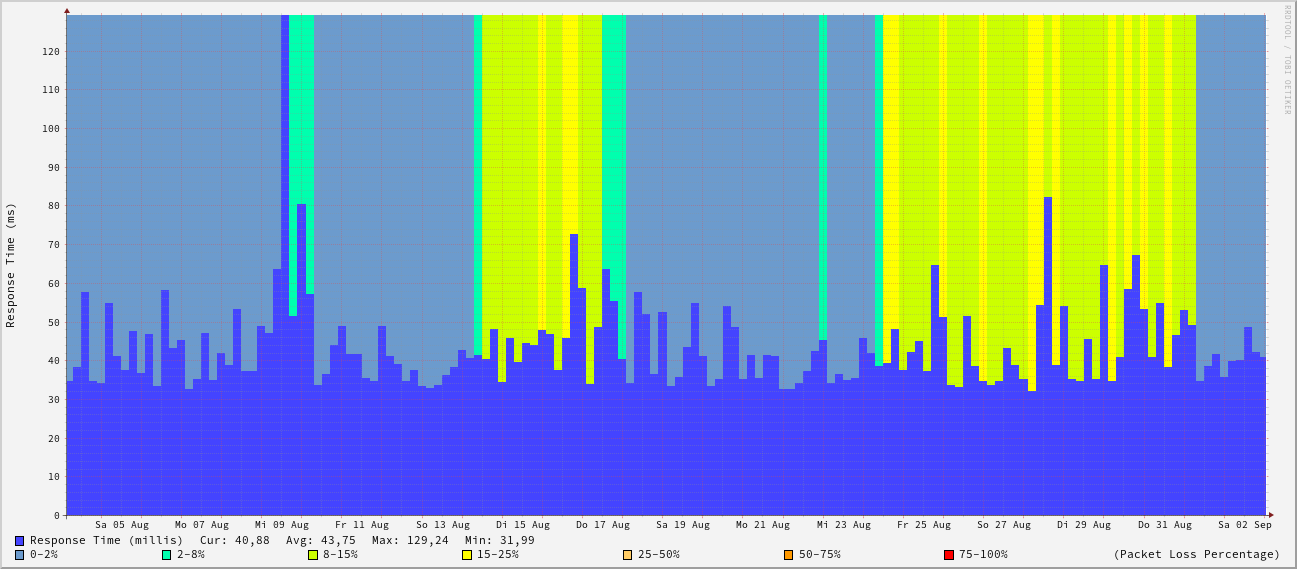 RRDTOOL / TOBI OETIKER
Response Time (ms)
120
110
100
90
80
70
60
50
40
30
20
10
0
Sa 05 Aug Mo 07 Aug Mi 09 Aug Fr 11 Aug So 13 Aug Di 15 Aug Do 17 Aug Sa 19 Aug Mo 21 Aug Mi 23 Aug Fr 25 Aug So 27 Aug Di 29 Aug Do 31 Aug Sa 02 Sep
Response Time (millis) Cur: 40,88 Avg: 43,75 Max: 129,24 Min: 31,99
0-2% 2-8% 8-15% 15-25% 25-50% 50-75% 75-100% (Packet Loss Percentage)